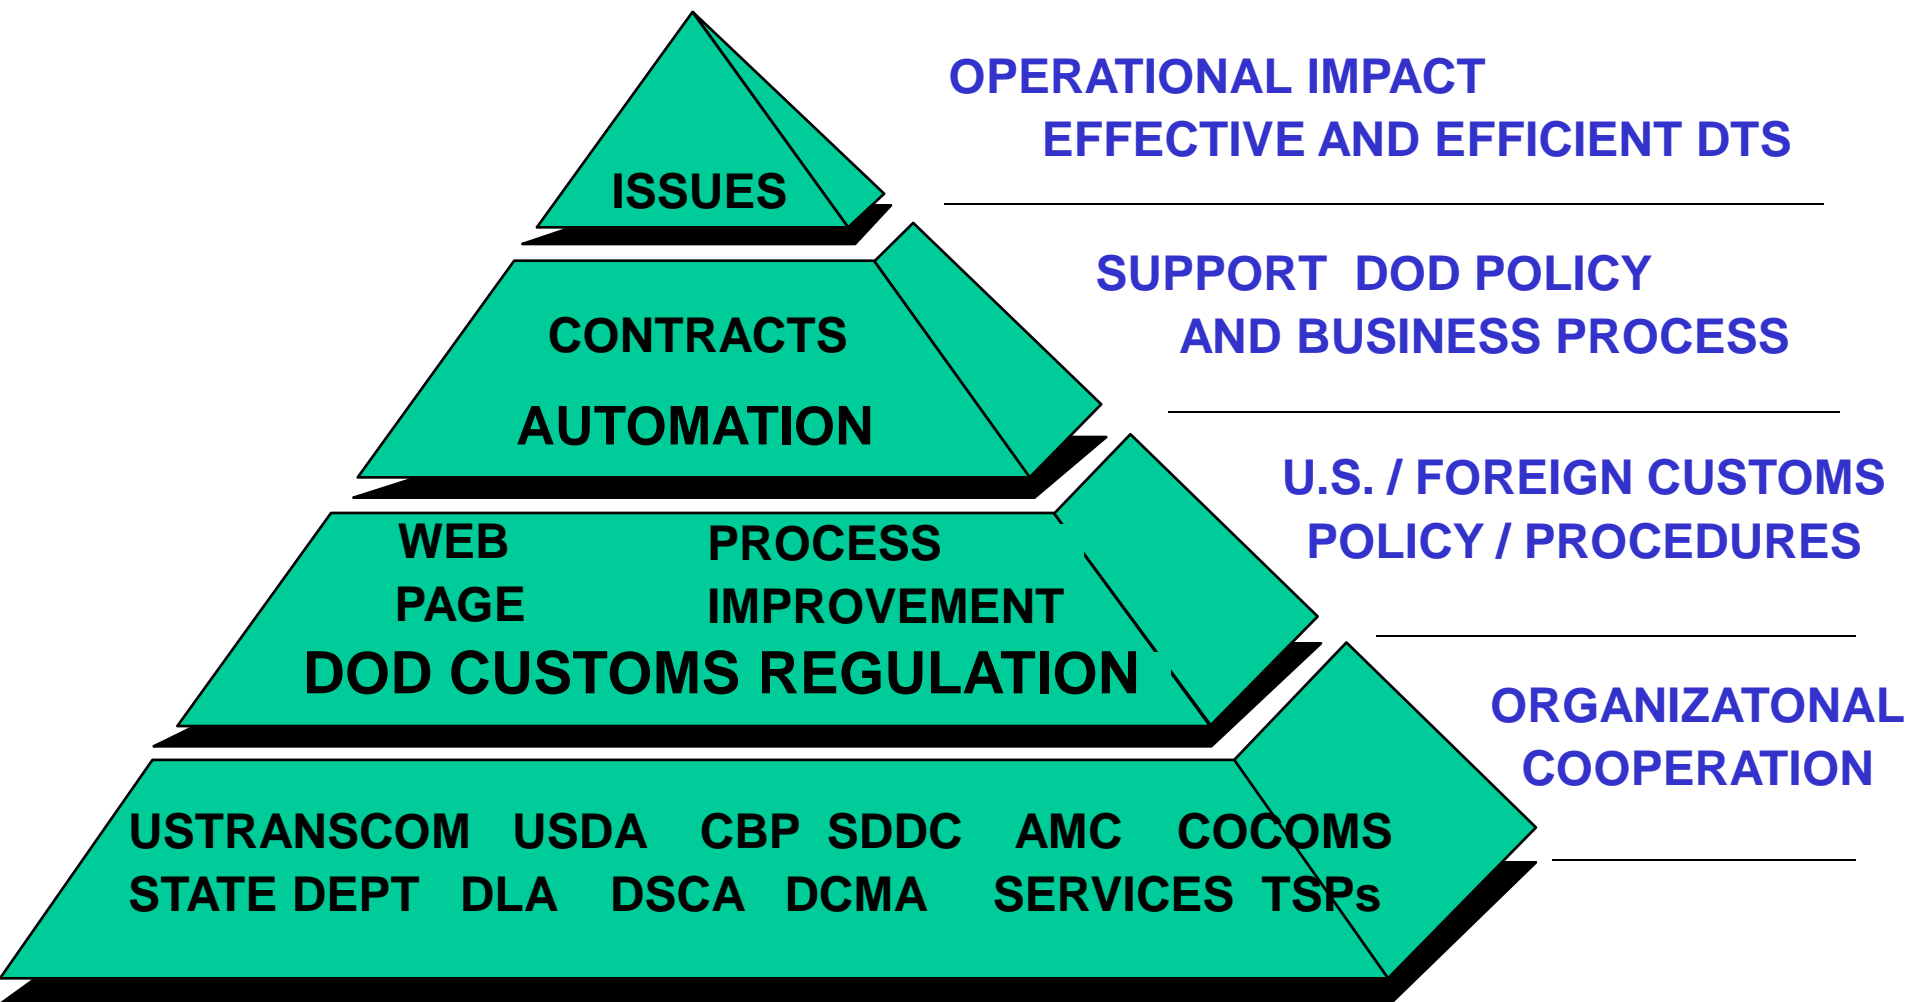 OPERATIONAL IMPACT
EFFECTIVE AND EFFICIENT DTS
ISSUES
SUPPORT DOD POLICY
AND BUSINESS PROCESS
CONTRACTS
AUTOMATION
U.S. / FOREIGN CUSTOMS
POLICY / PROCEDURES
WEB
PAGE
PROCESS
IMPROVEMENT
DOD CUSTOMS REGULATION
ORGANIZATONAL
COOPERATION
USTRANSCOM USDA CBP SDDC AMC COCOMS
STATE DEPT DLA DSCA DCMA SERVICES TSPs